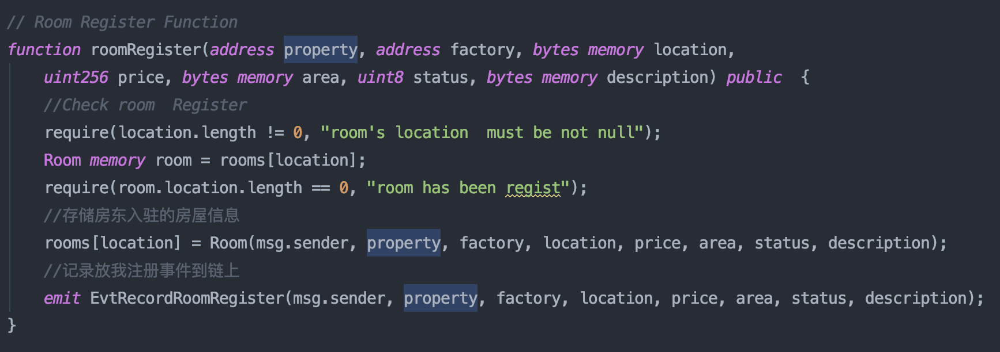 // Room Register Function
function roomRegister(address property, address factory, bytes memory location,
    uint256 price, bytes memory area, uint8 status, bytes memory description) public  {
    //Check room  Register
    require(location.length != 0, "room's location  must be not null");
    Room memory room = rooms[location];
    require(room.location.length == 0, "room has been regist");
    //存储房东入驻的房屋信息
    rooms[location] = Room(msg.sender, property, factory, location, price, area, status, description);
    //记录放我注册事件到链上
    emit EvtRecordRoomRegister(msg.sender, property, factory, location, price, area, status, description);
}